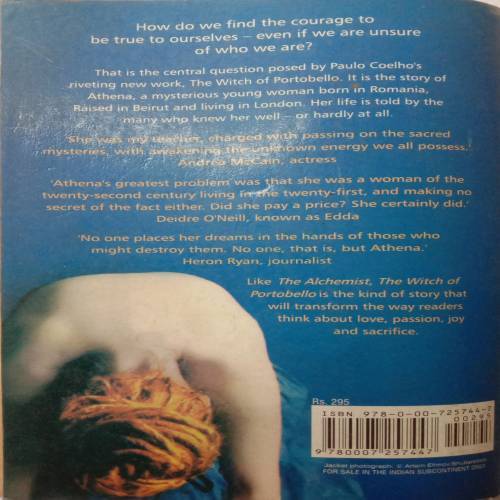 How do we find the courage to
be true to ourselves – even if we are unsure
of who we are?
That is the central question posed by Paulo Coelho's
riveting new work, The Witch of Portobello. It is the story of
Athena, a mysterious young woman born in Romania,
Raised in Beirut and living in London. Her life is told by the
many who knew her well – or hardly at all.
'She was my teacher, charged with passing on the sacred
mysteries, with awakening the unknown energy we all possess.'
Andrea McCain, actress
'Athena's greatest problem was that she was a woman of the
twenty-second century living in the twenty-first, and making no
secret of the fact either. Did she pay a price? She certainly did.'
Deidre O'Neill, known as Edda
'No one places her dreams in the hands of those who
might destroy them. No one, that is, but Athena.'
Heron Ryan, journalist
Like The Alchemist, The Witch of
Portobello is the kind of story that
will transform the way readers
think about love, passion, joy
and sacrifice.
Rs. 295
ISBN 978-0-00-725744-7
00295
9 780007 257447
Jacket photograph: © Artem Efimov/Shutterstock
FOR SALE IN THE INDIAN SUBCONTINENT ONLY